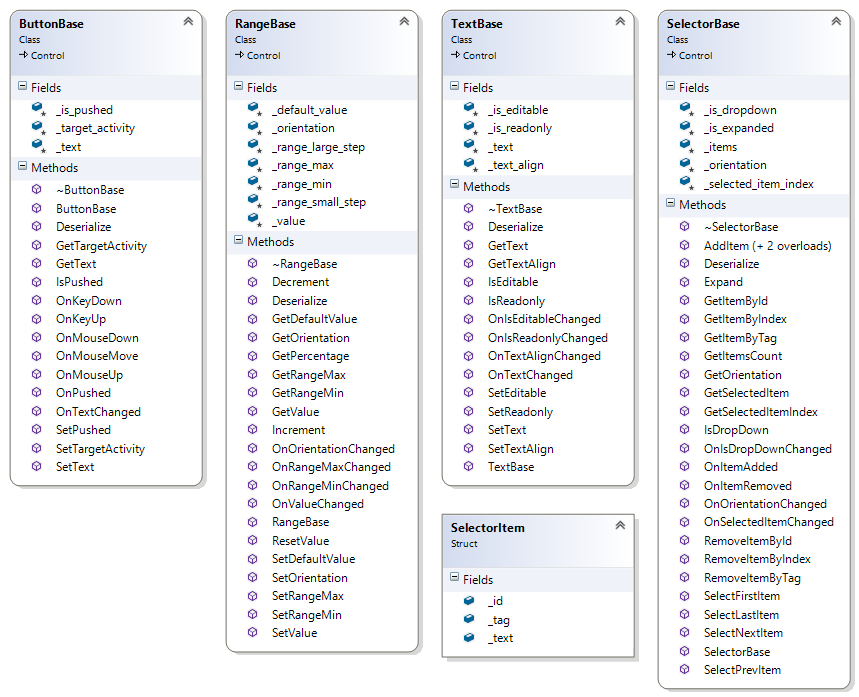 ButtonBase
Class
Control
Fields
_is_pushed
_target_activity
_text
Methods
~ButtonBase
ButtonBase
Deserialize
GetTargetActivity
GetText
IsPushed
OnKeyDown
OnKeyUp
OnMouseDown
OnMouseMove
OnMouseUp
OnPushed
OnTextChanged
SetPushed
SetTargetActivity
SetText
RangeBase
Class
Control
Fields
_default_value
_orientation
_range_large_step
_range_max
_range_min
_range_small_step
_value
Methods
~RangeBase
Decrement
Deserialize
GetDefaultValue
GetOrientation
GetPercentage
GetRangeMax
GetRangeMin
GetValue
Increment
OnOrientationChanged
OnRangeMaxChanged
OnRangeMinChanged
OnValueChanged
RangeBase
ResetValue
SetDefaultValue
SetOrientation
SetRangeMax
SetRangeMin
SetValue
TextBase
Class
Control
Fields
_is_editable
_is_readonly
_text
_text_align
Methods
~TextBase
Deserialize
GetText
GetTextAlign
IsEditable
IsReadonly
OnIsEditableChanged
OnIsReadonlyChanged
OnTextAlignChanged
OnTextChanged
SetEditable
SetReadonly
SetText
SetTextAlign
TextBase
SelectorItem
Struct
Fields
_id
_tag
_text
SelectorBase
Class
Control
Fields
_is_dropdown
_is_expanded
_items
_orientation
_selected_item_index
Methods
~SelectorBase
AddItem (+ 2 overloads)
Deserialize
Expand
GetItemById
GetItemByIndex
GetItemByTag
GetItemsCount
GetOrientation
GetSelectedItem
GetSelectedItemIndex
IsDropDown
OnIsDropDownChanged
OnItemAdded
OnItemRemoved
OnOrientationChanged
OnSelectedItemChanged
RemoveItemById
RemoveItemByIndex
RemoveItemByTag
SelectFirstItem
SelectLastItem
SelectNextItem
SelectorBase
SelectPrevItem